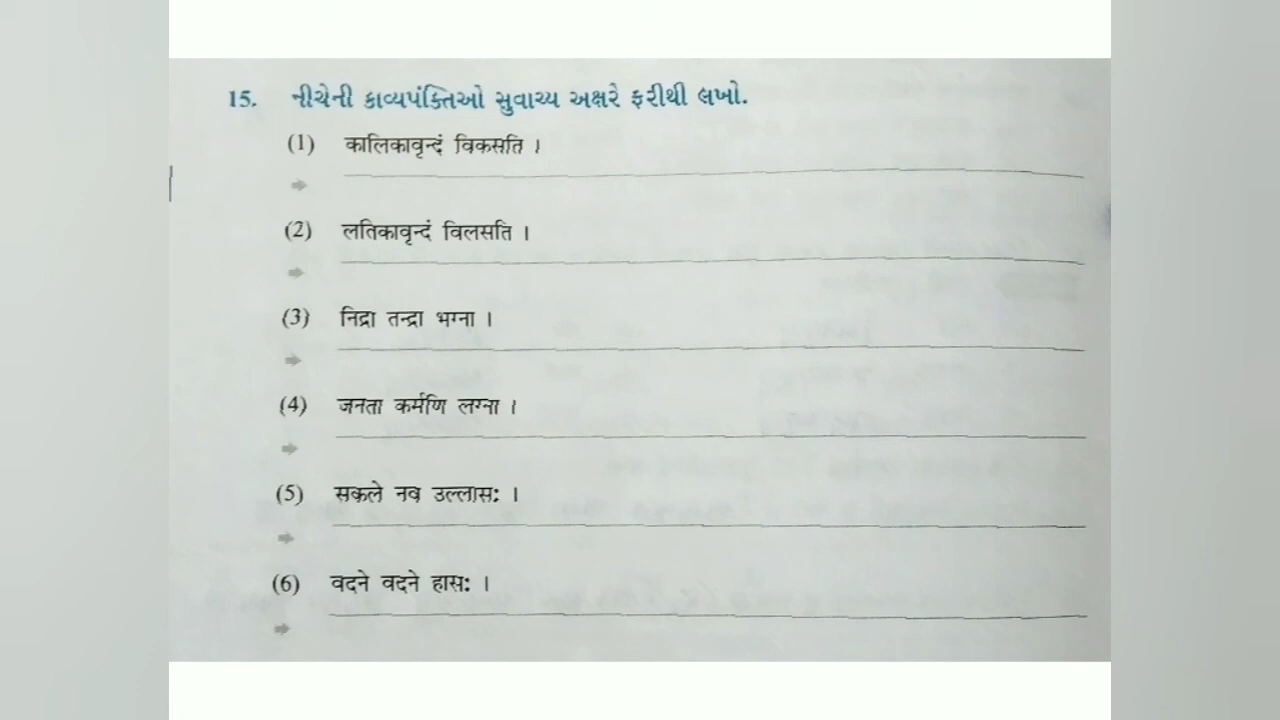 15. નીચેની કાવ્યપંક્તિઓ સુવાચ્ય અક્ષરે ફરીથી લખો.
(1) कालिकावृन्दं विकसति ।
(2) लतिकावृन्दं विलसति ।
(3) निद्रा तन्द्रा भग्ना ।
(4) जनता कर्मणि लग्ना ।
(5) सकले नव उल्लासः ।
(6) वदने वदने हासः ।